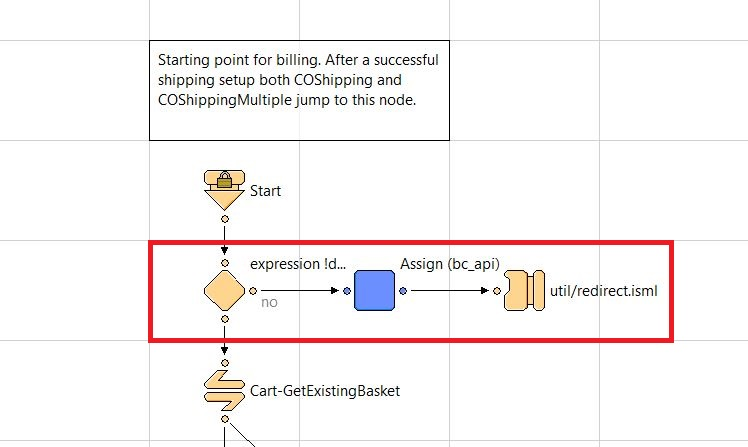 Starting point for billing. After a successful
shipping setup both COShipping and
COShippingMultiple jump to this node.
Start
expression !d...
Assign (bc_api)
no
util/redirect.isml
Cart-GetExistingBasket